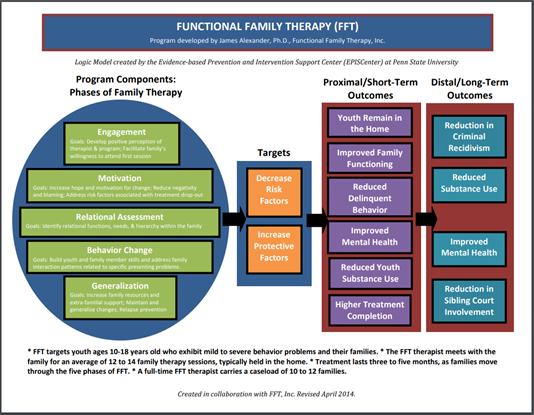 FUNCTIONAL FAMILY THERAPY (FFT)
Program developed by James Alexander, Ph.D., Functional Family Therapy, Inc.
Logic Model created by the Evidence-based Prevention and Intervention Support Center (EPISCenter) at Penn State University
Program Components:
Phases of Family Therapy
Engagement
Goals: Develop positive perception of
therapist & program; Facilitate family's
willingness to attend first session
Motivation
Goals: Increase hope and motivation for change; Reduce negativity
and blaming; Address risk factors associated with treatment drop-out
Relational Assessment
Goals: Identify relational functions, needs, & hierarchy within the family
Behavior Change
Goals: Build youth and family member skills and address family
interaction patterns related to specific presenting problems.
Generalization
Goals: Increase family resources and
extra-familial support; Maintain and
generalize changes; Relapse prevention
Targets
Decrease
Risk
Factors
Increase
Protective
Factors
Proximal/Short-Term
Outcomes
Youth Remain in
the Home
Improved Family
Functioning
Reduced
Delinquent
Behavior
Improved
Mental Health
Reduced Youth
Substance Use
Higher Treatment
Completion
Distal/Long-Term
Outcomes
Reduction in
Criminal
Recidivism
Reduced
Substance Use
Improved
Mental Health
Reduction in
Sibling Court
Involvement
* FFT targets youth ages 10-18 years old who exhibit mild to severe behavior problems and their families. * The FFT therapist meets with the
family for an average of 12 to 14 family therapy sessions, typically held in the home. * Treatment lasts three to five months, as families move
through the five phases of FFT. * A full-time FFT therapist carries a caseload of 10 to 12 families.
Created in collaboration with FFT, Inc. Revised April 2014.